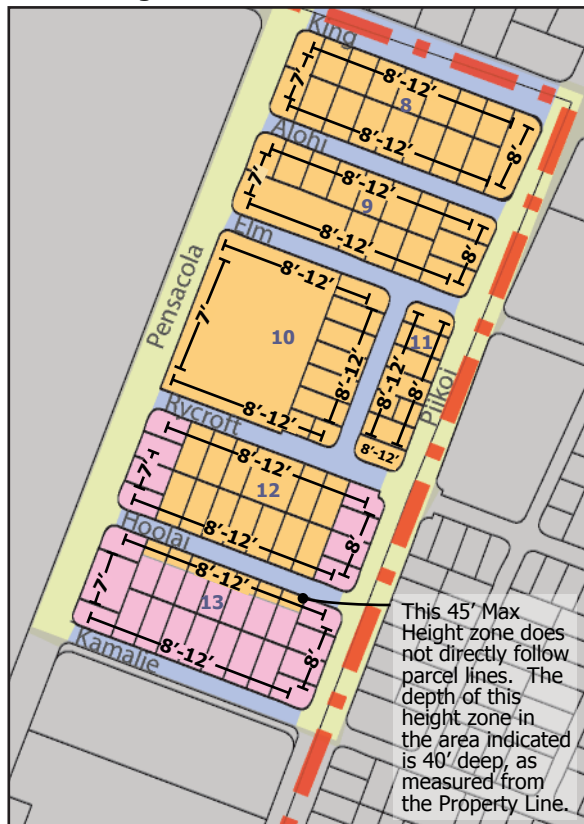 King
8'-12'
7'
8
8'
8'-12'
Alohi
8'-12'
7'
9
8'
8'-12'
Elm
Pensacola
8'-12'
7'
10
8'-12'
8'-12'
11
8'-12'
8'
8'-12'
Piikoi
Rycroft
8'-12'
7'
12
8'
8'-12'
Hoolai
8'-12'
7'
13
8'
8'-12'
Kamaile
This 45' Max
Height zone does
not directly follow
parcel lines. The
depth of this
height zone in
the area indicated
is 40' deep, as
measured from
the Property Line.